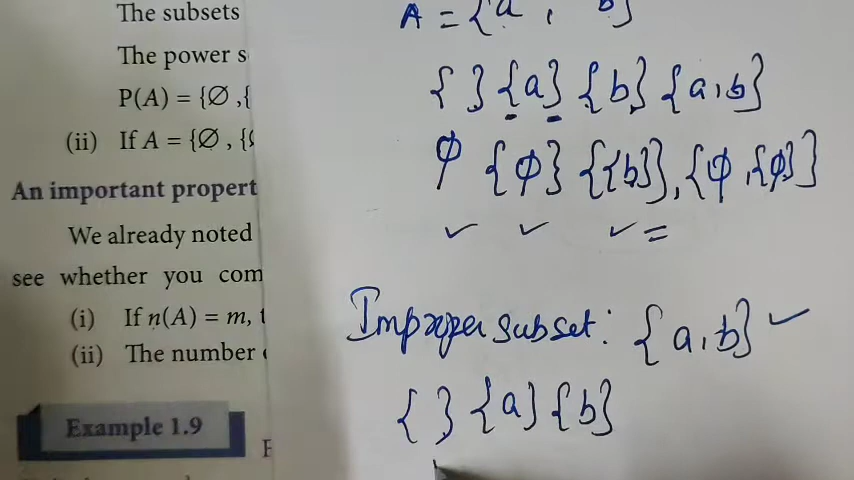 The subsets
The power s
P(A) = {∅ ,{
(ii) If A = {∅ , {
An important propert
We already noted
see whether you com
(i) If n(A) = m, t
(ii) The number
Example 1.9
A = {a , b}
{ } {a} {b} {a,b}
ϕ {ϕ} {{b}}, {ϕ,{ϕ}}
✓ ✓ ✓ =
Improper subset: {a,b} ✓
{ } {a} {b}